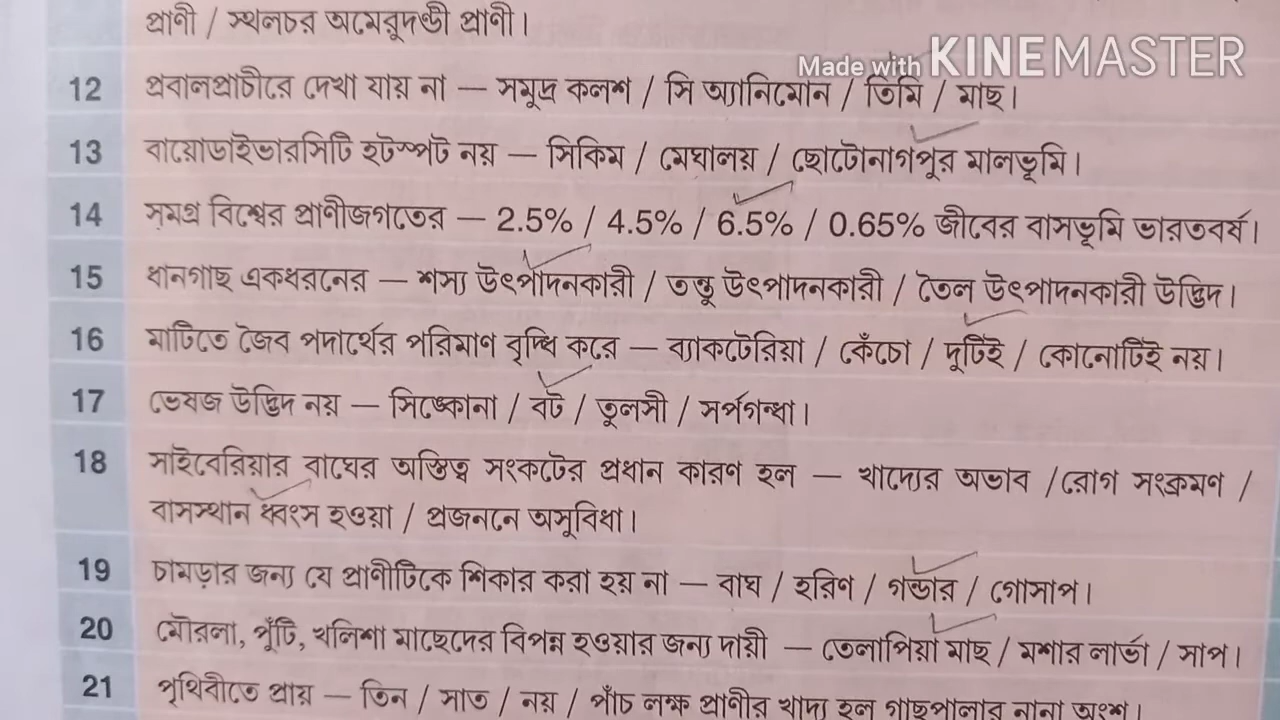 প্রাণী / স্থলচর অমেরুদণ্ডী প্রাণী।
Made with KINEMASTER
12 প্রবালপ্রাচীরে দেখা যায় না — সমুদ্র কলশ / সি অ্যানিমোন / তিমি / মাছ।
13 বায়োডাইভারসিটি হটস্পট নয় — সিকিম / মেঘালয় / ছোটোনাগপুর মালভূমি।
14 সমগ্র বিশ্বের প্রাণীজগতের — 2.5% / 4.5% / 6.5% / 0.65% জীবের বাসভূমি ভারতবর্ষ।
15 ধানগাছ একধরনের — শস্য উৎপাদনকারী / তন্তু উৎপাদনকারী / তৈল উৎপাদনকারী উদ্ভিদ।
16 মাটিতে জৈব পদার্থের পরিমাণ বৃদ্ধি করে — ব্যাকটেরিয়া / কেঁচো / দুটিই / কোনোটিই নয়।
17 ভেষজ উদ্ভিদ নয় — সিঙ্কোনা / বট / তুলসী / সর্পগন্ধা।
18 সাইবেরিয়ার বাঘের অস্তিত্ব সংকটের প্রধান কারণ হল — খাদ্যের অভাব /রোগ সংক্রমণ /
বাসস্থান ধ্বংস হওয়া / প্রজননে অসুবিধা।
19 চামড়ার জন্য যে প্রাণীটিকে শিকার করা হয় না — বাঘ / হরিণ / গন্ডার / গোসাপ।
20 মৌরলা, পুঁটি, খলিশা মাছেদের বিপন্ন হওয়ার জন্য দায়ী — তেলাপিয়া মাছ / মশার লার্ভা / সাপ।
21 পৃথিবীতে প্রায় — তিন / সাত / নয় / পাঁচ লক্ষ প্রাণীর খাদ্য হল গাছপালার নানা অংশ।